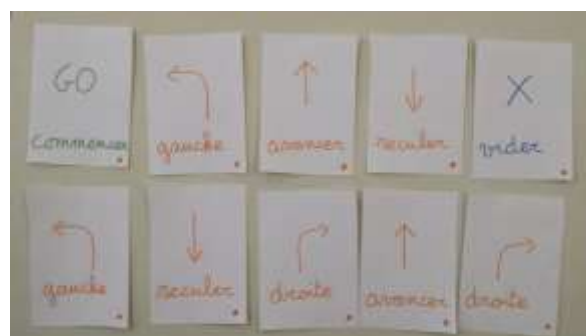 GO
commencer
gauche
avancer
reculer
X
vider
gauche
reculer
droite
avancer
droite